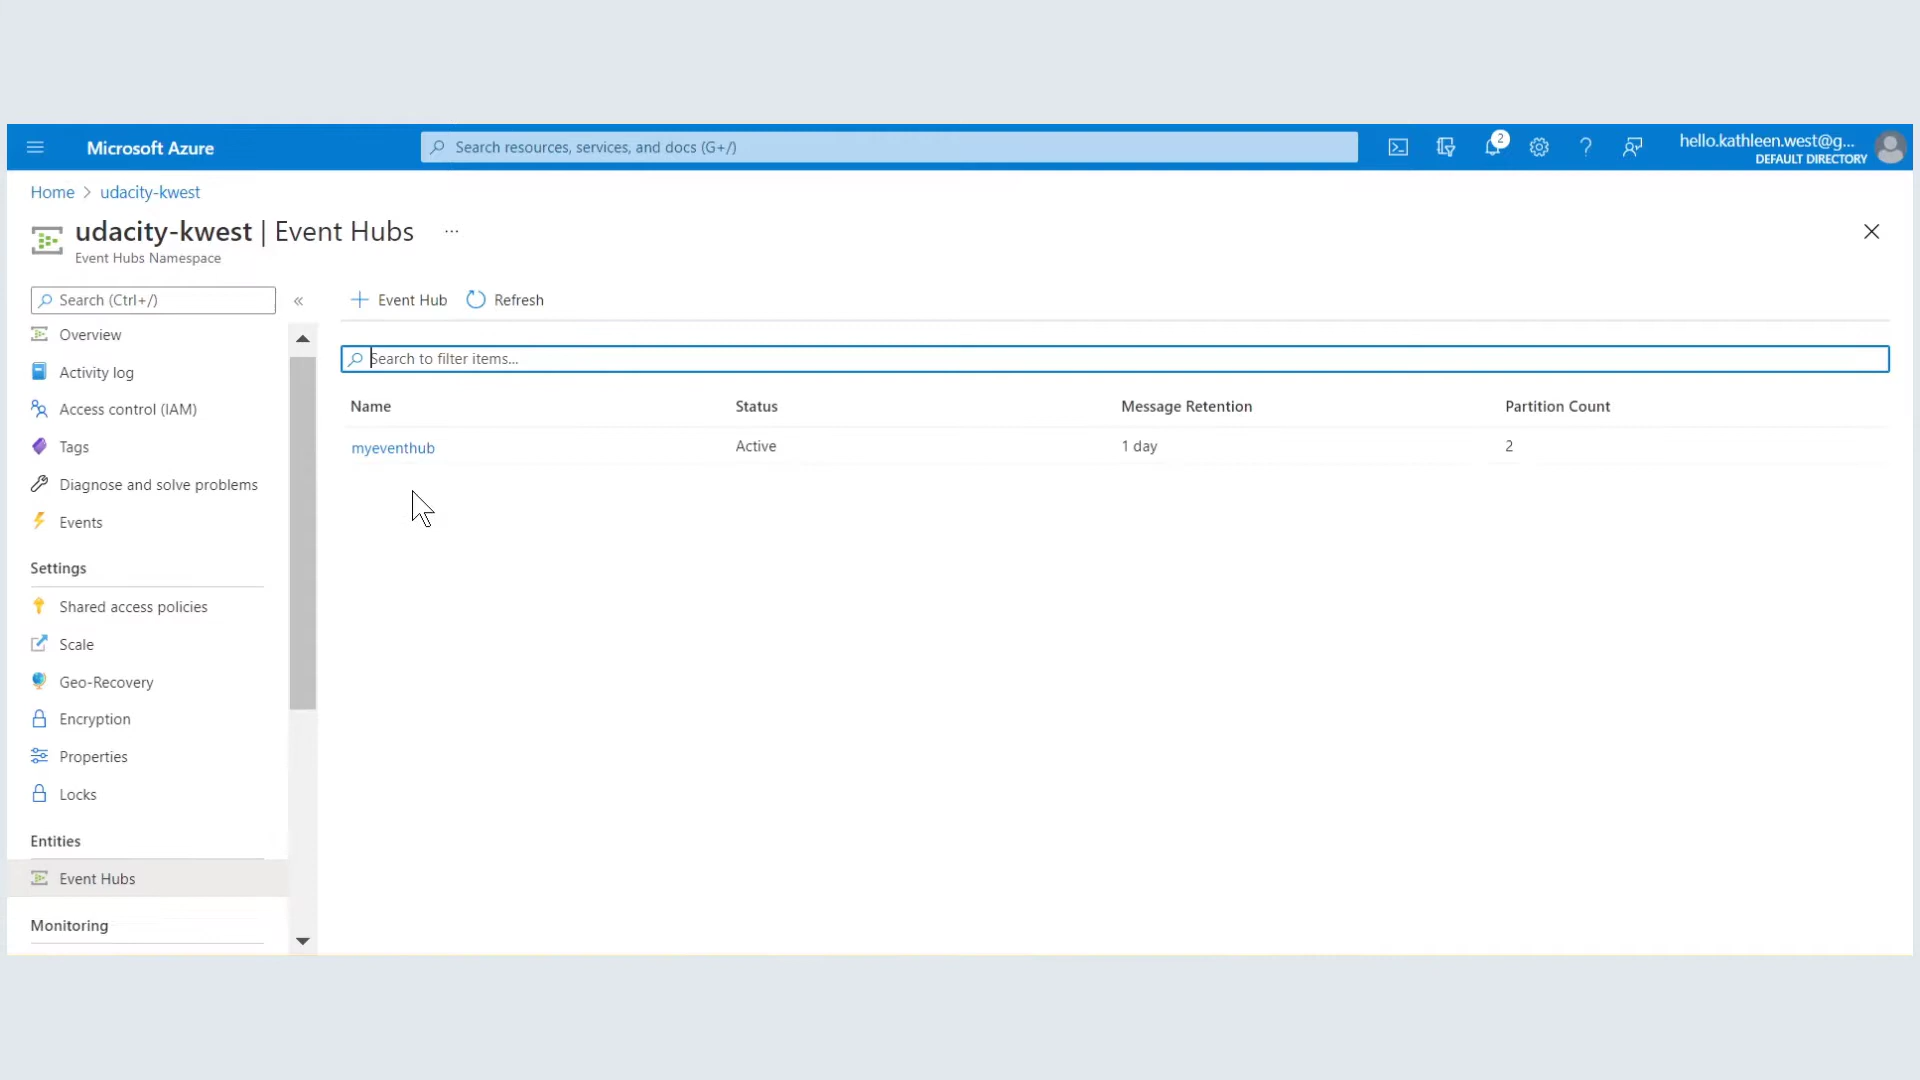 Microsoft Azure
Search resources, services, and docs (G+/)
2
hello.kathleen.west@g...
DEFAULT DIRECTORY
Home > udacity-kwest
udacity-kwest | Event Hubs ...
Event Hubs Namespace
Search (Ctrl+/)
«
Overview
Activity log
Access control (IAM)
Tags
Diagnose and solve problems
Events
Settings
Shared access policies
Scale
Geo-Recovery
Encryption
Properties
Locks
Entities
Event Hubs
Monitoring
+ Event Hub Refresh
Search to filter items...
Name Status Message Retention Partition Count
myeventhub Active 1 day 2